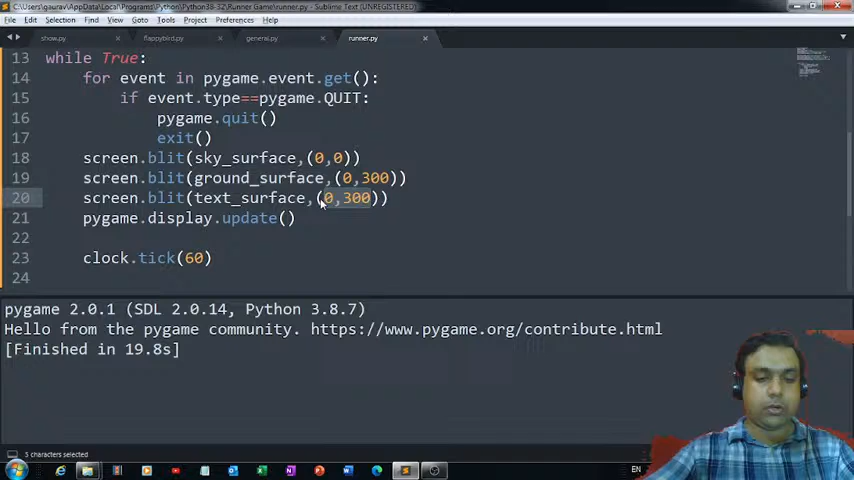 C:\Users\gaurav\AppData\Local\Programs\Python\Python38-32\Runner Game\runner.py - Sublime Text (UNREGISTERED)
File Edit Selection Find View Goto Tools Project Preferences Help
show.py flappybird.py general.py runner.py
13 while True:
14 for event in pygame.event.get():
15 if event.type==pygame.QUIT:
16 pygame.quit()
17 exit()
18 screen.blit(sky_surface,(0,0))
19 screen.blit(ground_surface,(0,300))
20 screen.blit(text_surface,(0,300))
21 pygame.display.update()
22
23 clock.tick(60)
24
pygame 2.0.1 (SDL 2.0.14, Python 3.8.7)
Hello from the pygame community. https://www.pygame.org/contribute.html
[Finished in 19.8s]
5 characters selected
EN